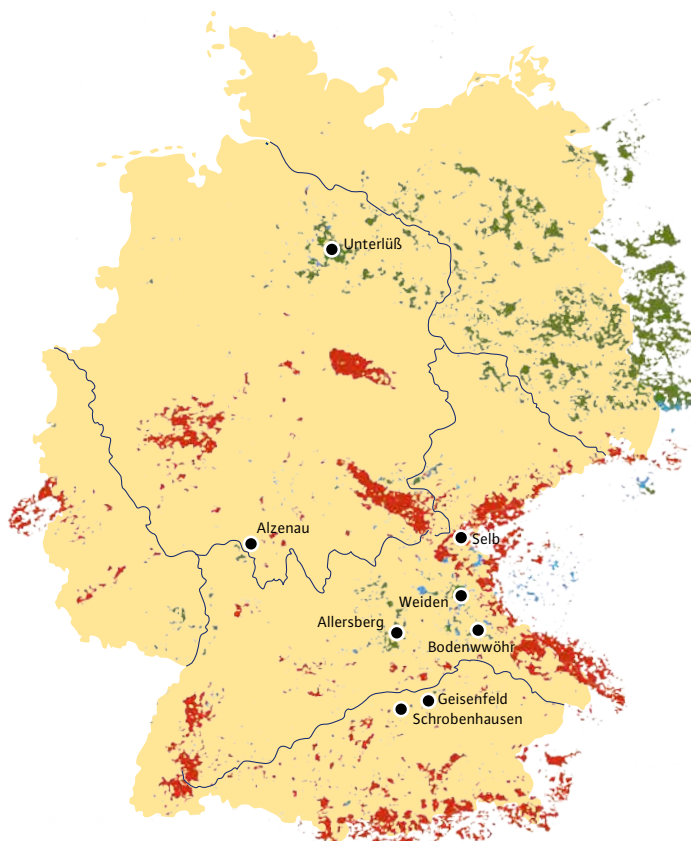 Unterlüß
Alzenau
Selb
Weiden
Allersberg
Bodenwwöhr
Geisenfeld
Schrobenhausen